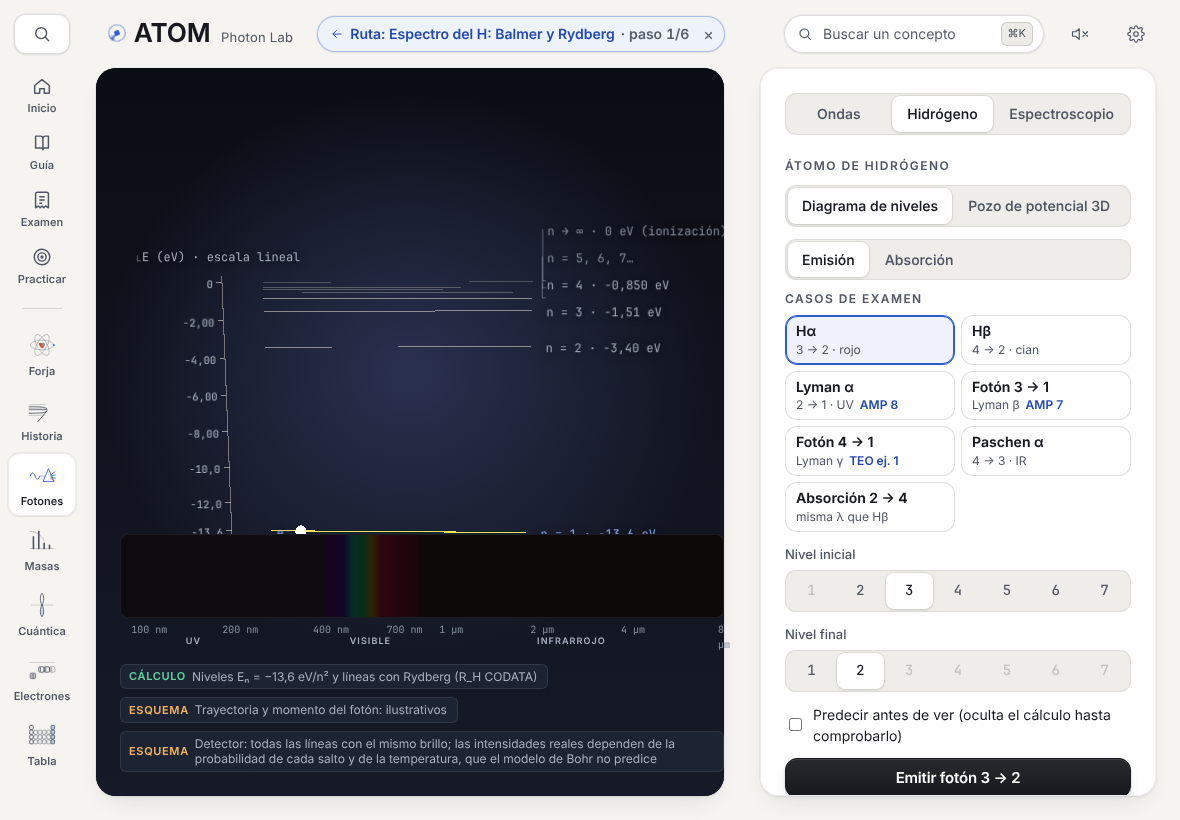 ATOM Photon Lab
← Ruta: Espectro del H: Balmer y Rydberg · paso 1/6 ×
Buscar un concepto ⌘K
Inicio
Guía
Examen
Practicar
Forja
Historia
Fotones
Masas
Cuántica
Electrones
Tabla
E (eV) · escala lineal
0
-2,00
-4,00
-6,00
-8,00
-10,0
-12,0
-13,6
n → ∞ · 0 eV (ionización)
n = 5, 6, 7…
n = 4 · -0,850 eV
n = 3 · -1,51 eV
n = 2 · -3,40 eV
n = 1 · -13,6 eV
100 nm 200 nm 400 nm 700 nm 1 µm 2 µm 4 µm 8 µm
UV VISIBLE INFRARROJO
CÁLCULO Niveles Eₙ = −13,6 eV/n² y líneas con Rydberg (R_H CODATA)
ESQUEMA Trayectoria y momento del fotón: ilustrativos
ESQUEMA Detector: todas las líneas con el mismo brillo; las intensidades reales dependen de la
probabilidad de cada salto y de la temperatura, que el modelo de Bohr no predice
Ondas Hidrógeno Espectroscopio
ÁTOMO DE HIDRÓGENO
Diagrama de niveles Pozo de potencial 3D
Emisión Absorción
CASOS DE EXAMEN
Hα
3 → 2 · rojo
Hβ
4 → 2 · cian
Lyman α
2 → 1 · UV AMP 8
Fotón 3 → 1
Lyman β AMP 7
Fotón 4 → 1
Lyman γ TEO ej. 1
Paschen α
4 → 3 · IR
Absorción 2 → 4
misma λ que Hβ
Nivel inicial
1 2 3 4 5 6 7
Nivel final
1 2 3 4 5 6 7
Predecir antes de ver (oculta el cálculo hasta
comprobarlo)
Emitir fotón 3 → 2